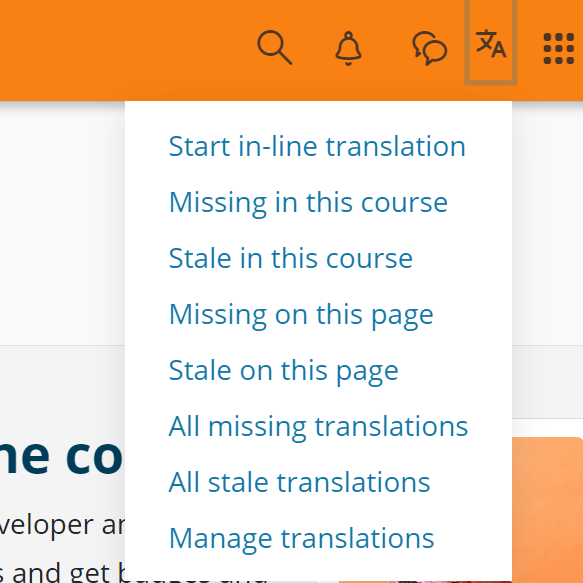 Start in-line translation
Missing in this course
Stale in this course
Missing on this page
Stale on this page
All missing translations
All stale translations
Manage translations
ne co
veloper
s and get